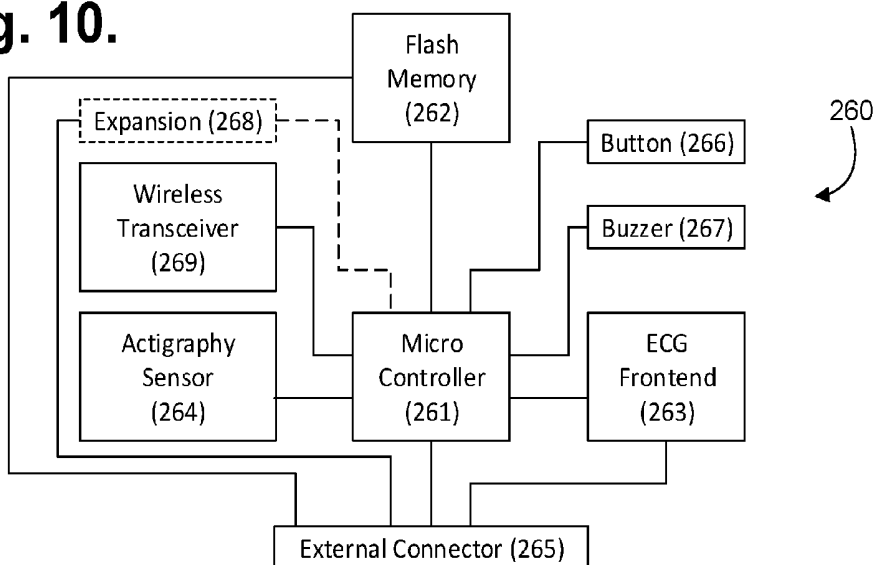 g. 10.
Flash
Memory
(262)
Expansion (268)
260
Button (266)
Wireless
Transceiver
(269)
Buzzer (267)
Actigraphy
Sensor
(264)
Micro
Controller
(261)
ECG
Frontend
(263)
External Connector (265)